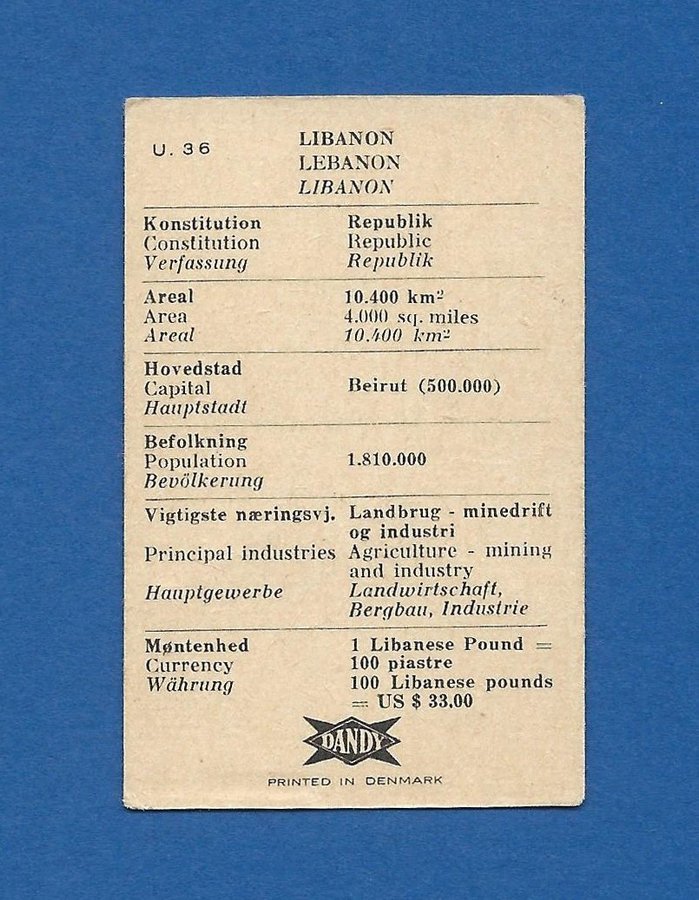 U. 36
LIBANON
LEBANON
LIBANON
Konstitution Republik
Constitution Republic
Verfassung Republik
Areal 10.400 km²
Area 4.000 sq. miles
Areal 10.400 km²
Hovedstad
Capital Beirut (500.000)
Hauptstadt
Befolkning
Population 1.810.000
Bevölkerung
Vigtigste næringsvj. Landbrug - minedrift
og industri
Principal industries Agriculture - mining
and industry
Hauptgewerbe Landwirtschaft,
Bergbau, Industrie
Møntenhed 1 Libanese Pound =
Currency 100 piastre
Währung 100 Libanese pounds
= US $ 33.00
DANDY
PRINTED IN DENMARK